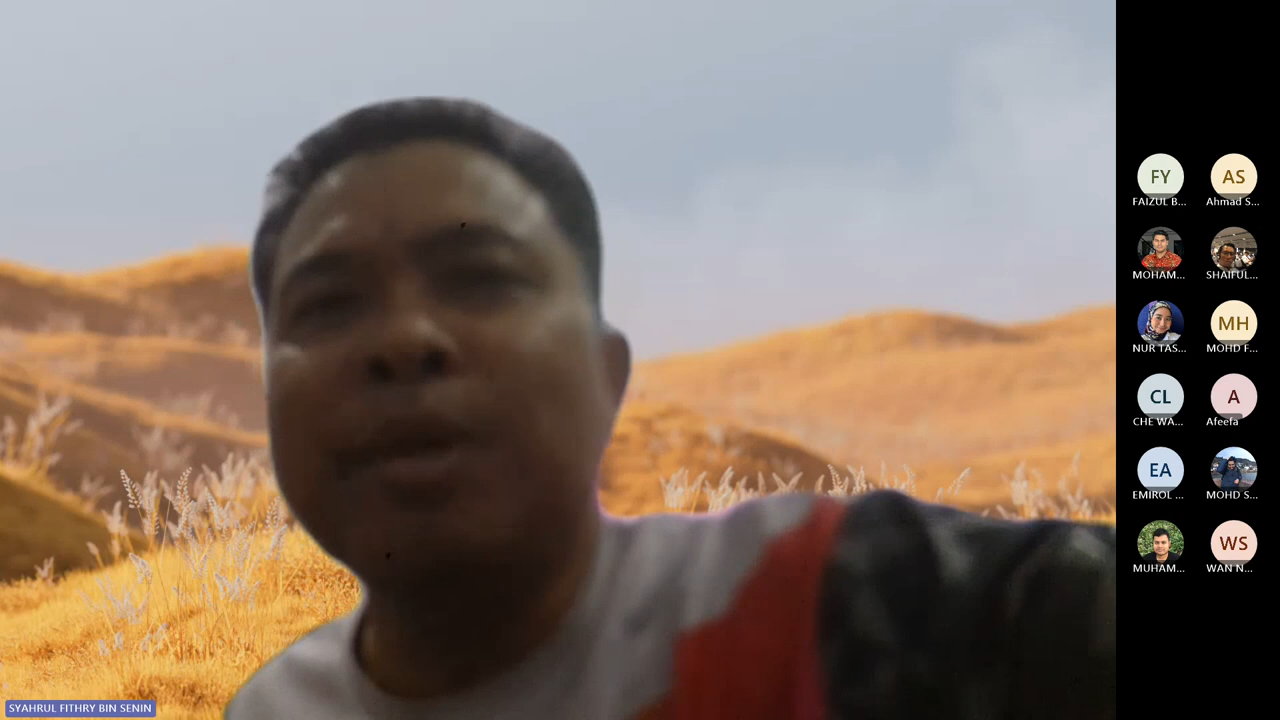 FY
AS
FAIZUL B...
Ahmad S...
MOHAM...
SHAIFUL...
NUR TAS...
MH
MOHD F...
CL
A
CHE WA...
Afeefa
EA
EMIROL ...
MOHD S...
WS
MUHAM...
WAN N...
SYAHRUL FITHRY BIN SENIN